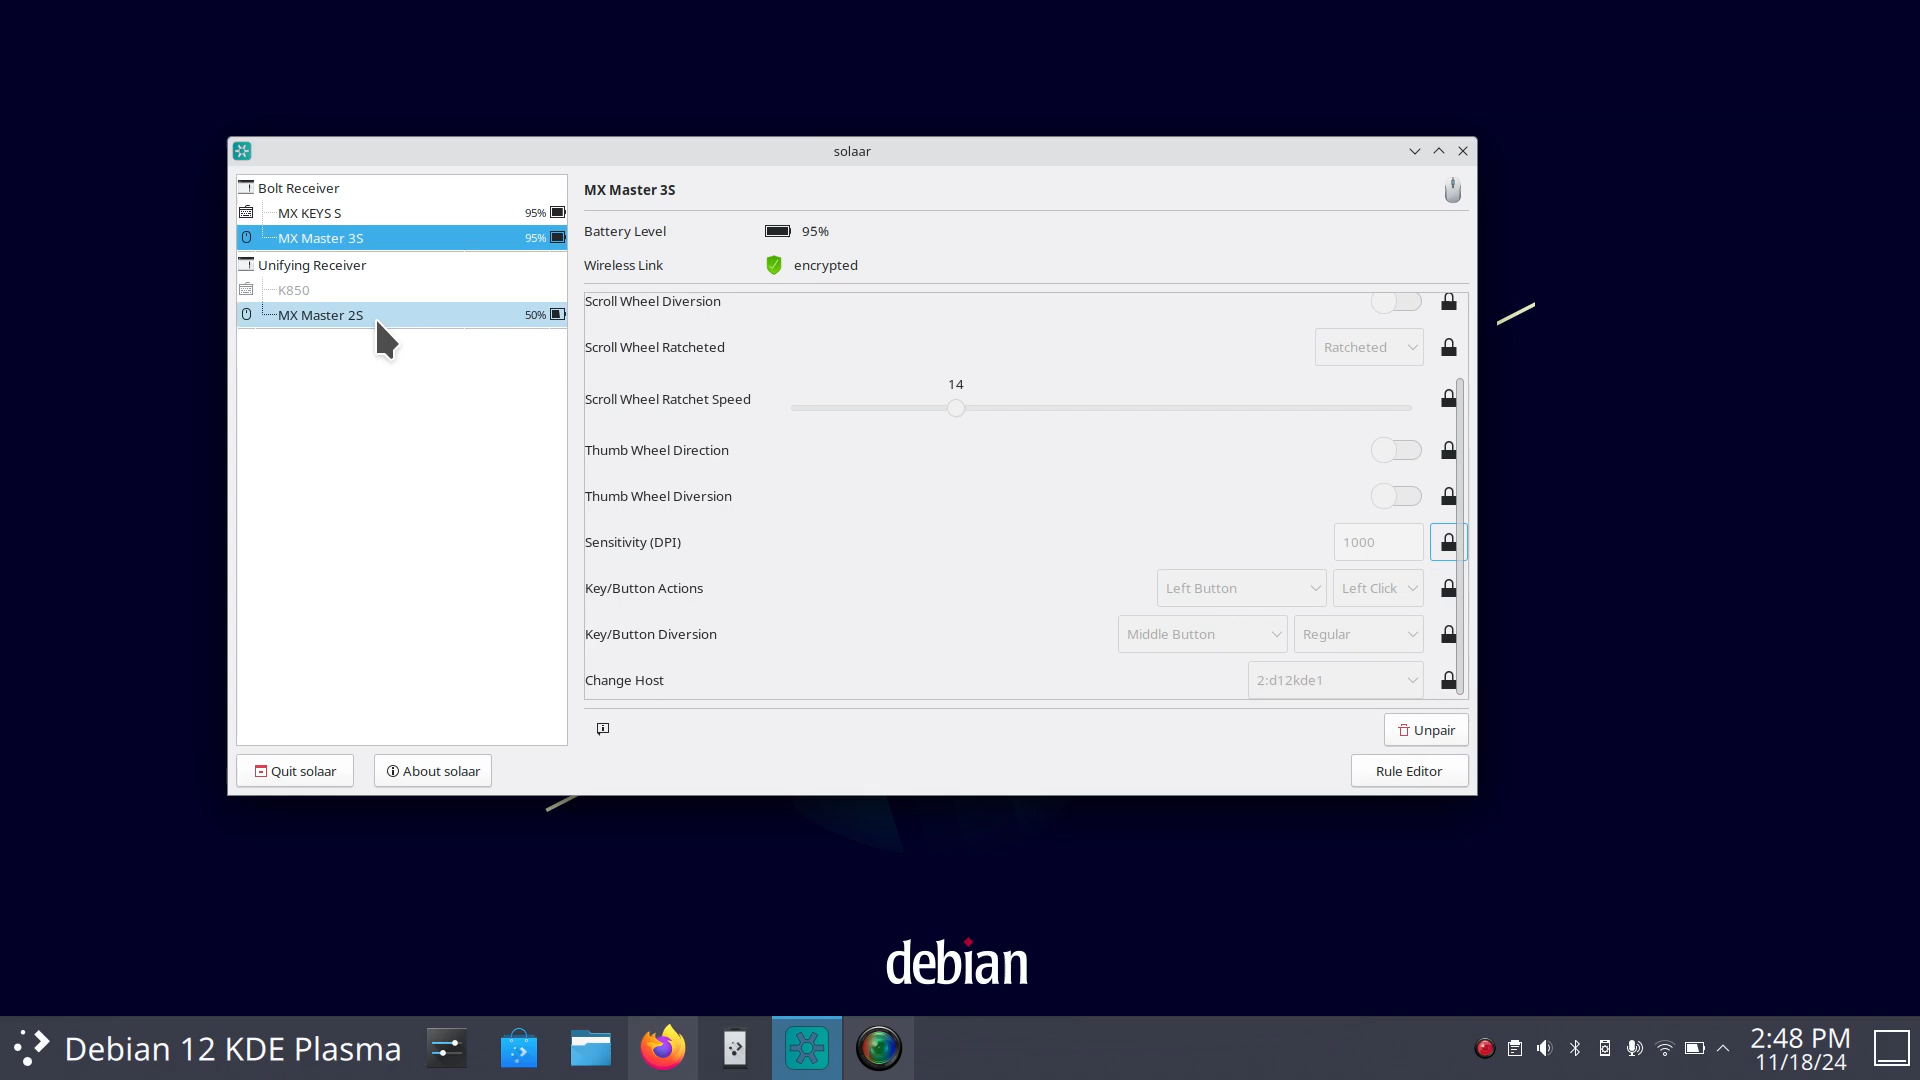 solaar
Bolt Receiver
MX KEYS S 95%
MX Master 3S 95%
Unifying Receiver
K850
MX Master 2S 50%
MX Master 3S
Battery Level 95%
Wireless Link encrypted
Scroll Wheel Diversion
Scroll Wheel Ratcheted Ratcheted
14
Scroll Wheel Ratchet Speed
Thumb Wheel Direction
Thumb Wheel Diversion
Sensitivity (DPI) 1000
Key/Button Actions Left Button Left Click
Key/Button Diversion Middle Button Regular
Change Host 2:d12kde1
Unpair
Quit solaar About solaar Rule Editor
debian
Debian 12 KDE Plasma
2:48 PM
11/18/24